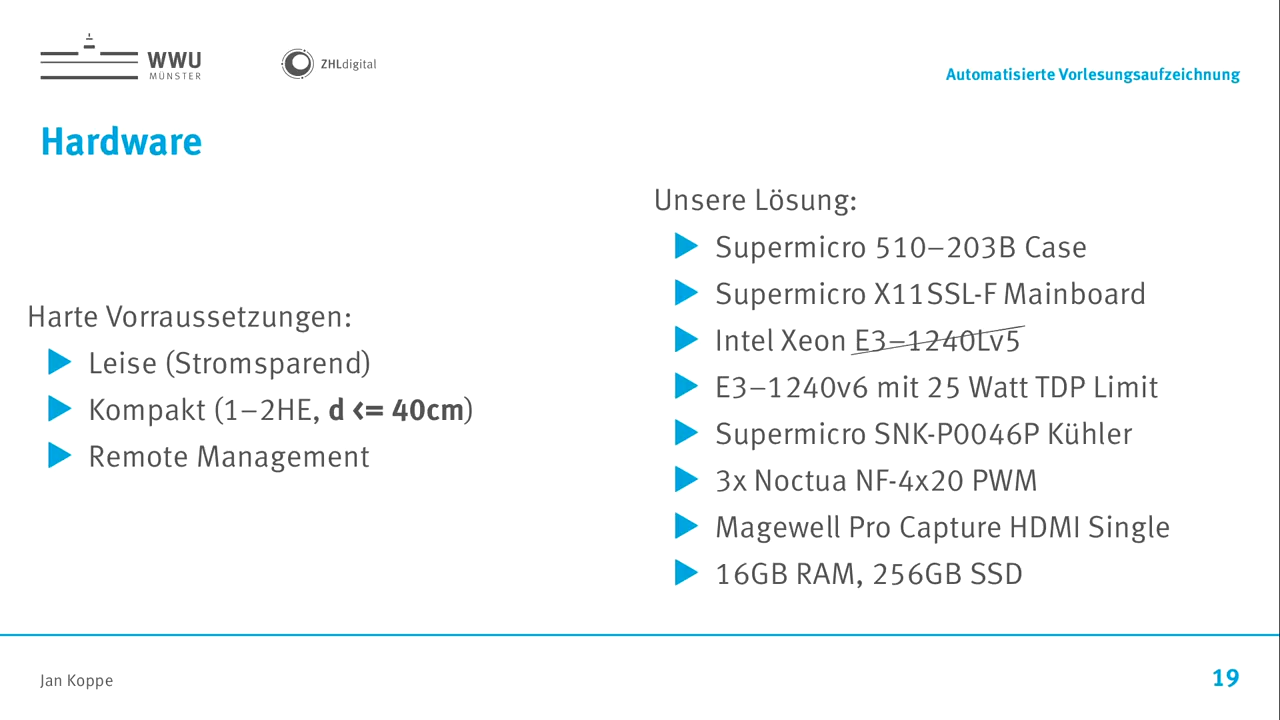 WWU
MÜNSTER
ZHLdigital
Automatisierte Vorlesungsaufzeichnung
Hardware
Harte Vorraussetzungen:
Leise (Stromsparend)
Kompakt (1–2HE, d <= 40cm)
Remote Management
Unsere Lösung:
Supermicro 510–203B Case
Supermicro X11SSL-F Mainboard
Intel Xeon E3–1240Lv5
E3–1240v6 mit 25 Watt TDP Limit
Supermicro SNK-P0046P Kühler
3x Noctua NF-4x20 PWM
Magewell Pro Capture HDMI Single
16GB RAM, 256GB SSD
Jan Koppe
19